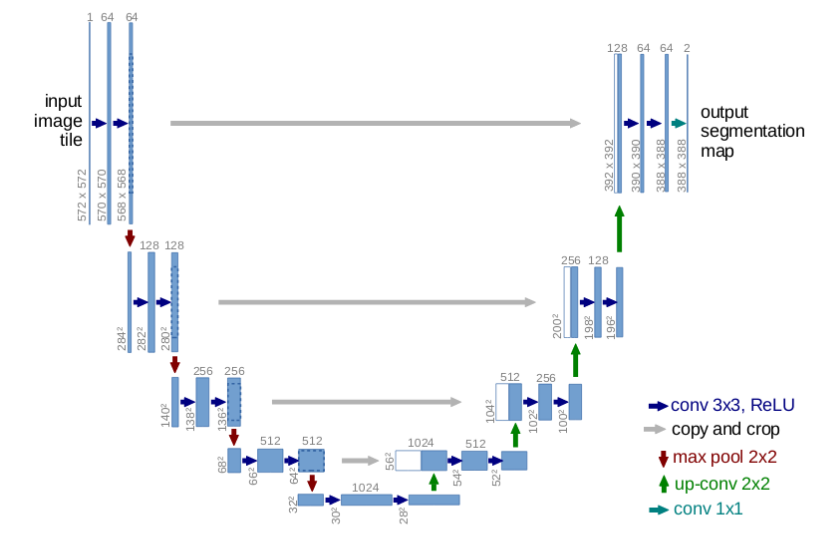 1 64 64
input
image
tile
572 x 572
570 x 570
568 x 568
128 64 64 2
output
segmentation
map
392 x 392
390 x 390
388 x 388
388 x 388
128 128
284²
282²
280²
256 128
200²
198²
196²
256 256
140²
138²
136²
512 256
104²
102²
100²
512 512
68²
66²
64²
1024 512
56²
54²
52²
1024
32²
30²
28²
conv 3x3, ReLU
copy and crop
max pool 2x2
up-conv 2x2
conv 1x1